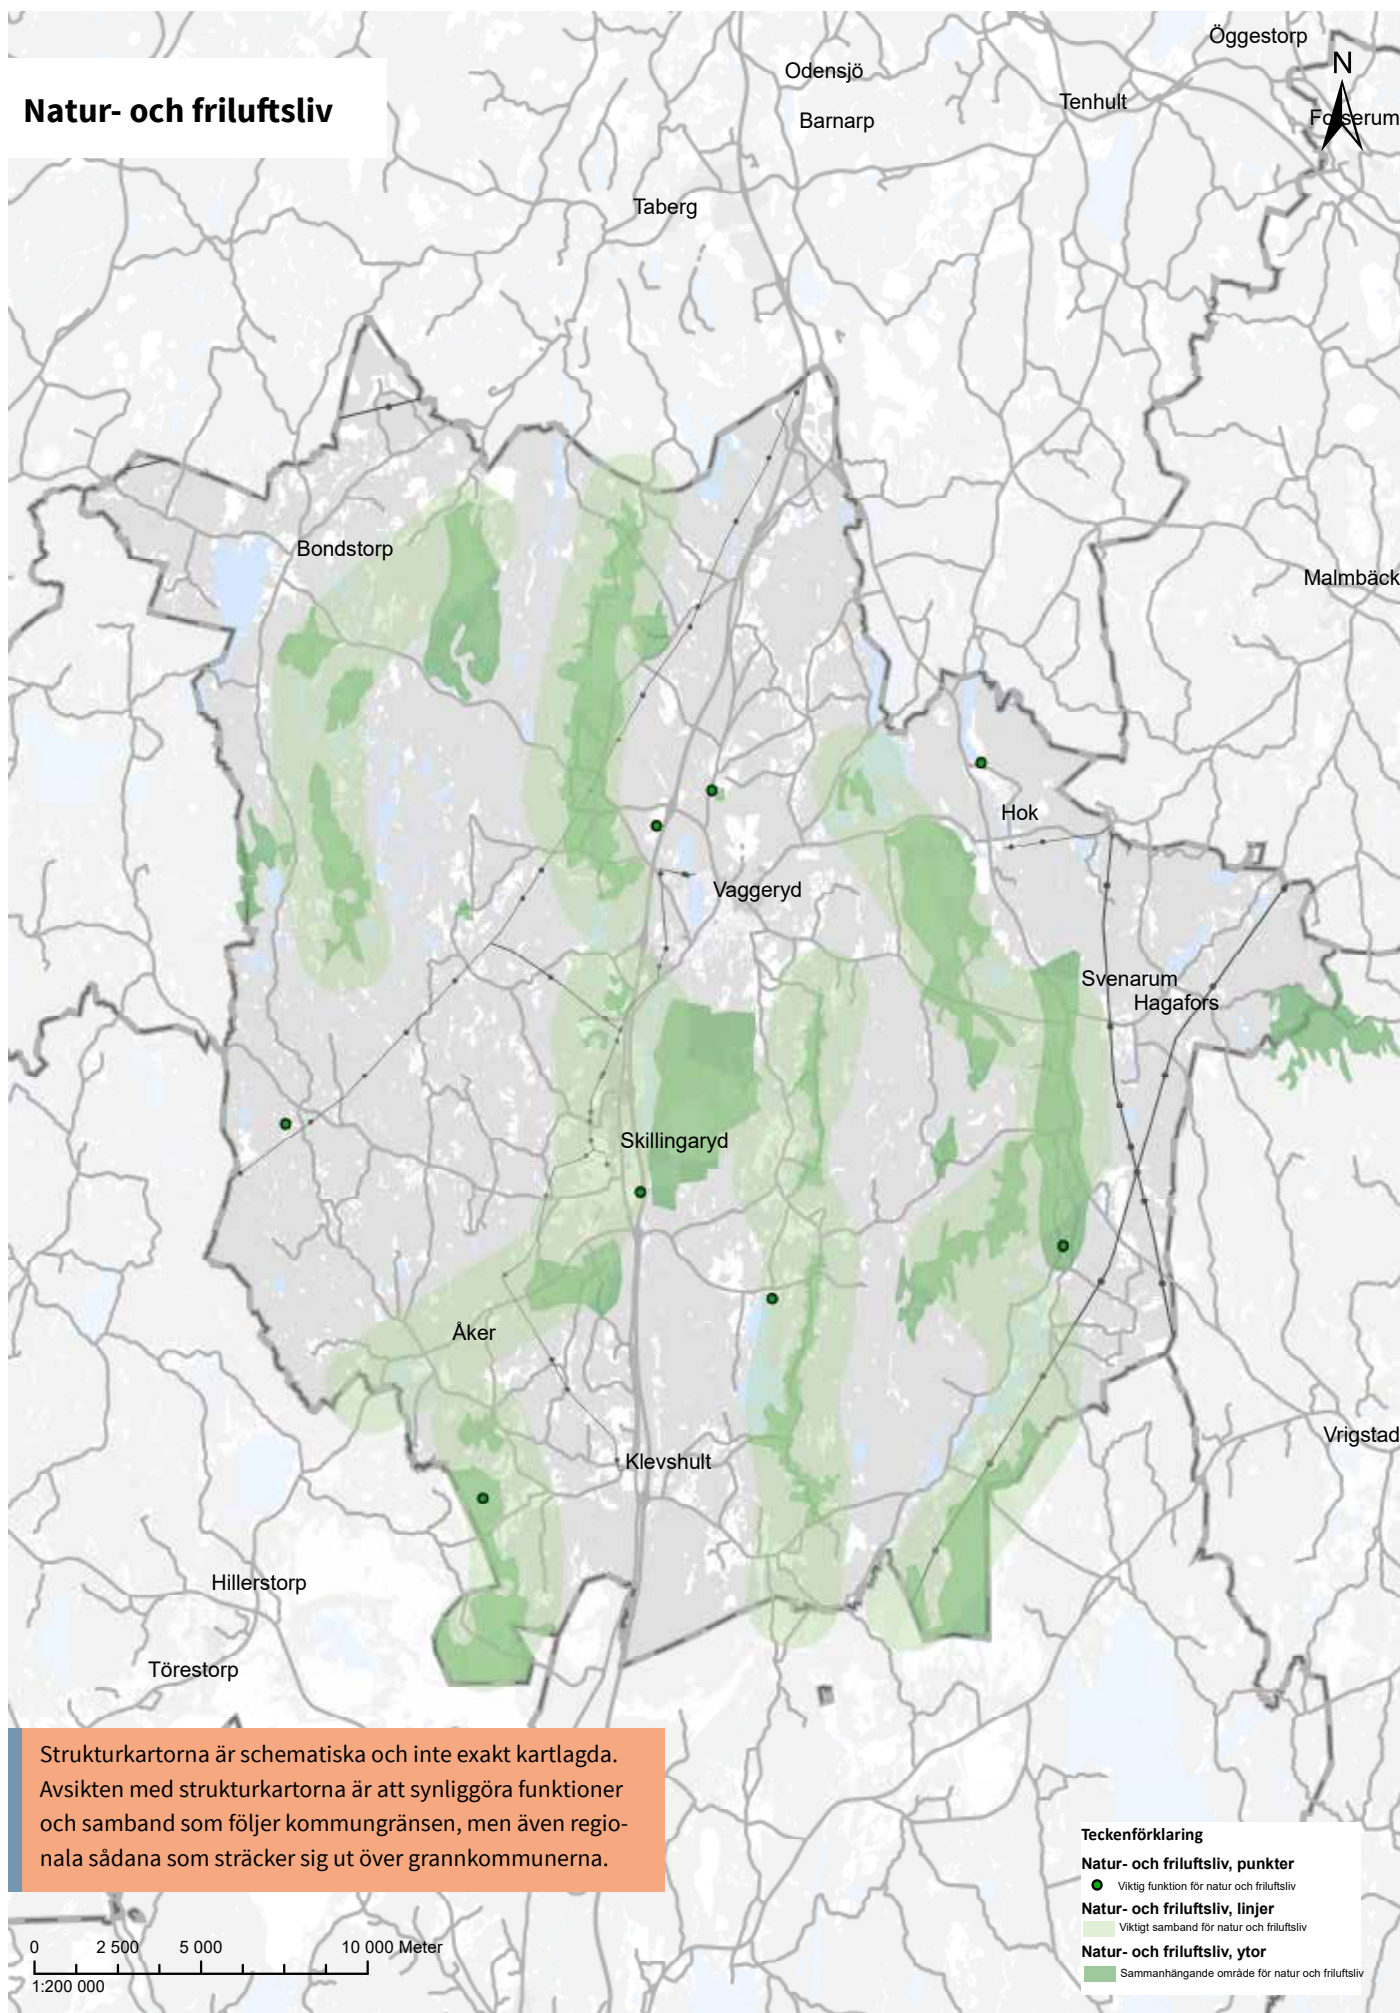 Natur- och friluftsliv
Öggestorp
N
Odensjö
Tenhult
Barnarp
Taberg
Bondstorp
Malmbäck
Hok
Vaggeryd
Svenarum
Hagafors
Skillingaryd
Åker
Klevshult
Vrigstad
Hillerstorp
Törestorp
Strukturkartorna är schematiska och inte exakt kartlagda.
Avsikten med strukturkartorna är att synliggöra funktioner
och samband som följer kommungränsen, men även regio-
nala sådana som sträcker sig ut över grannkommunerna.
Teckenförklaring
Natur- och friluftsliv, punkter
Viktig funktion för natur och friluftsliv
Natur- och friluftsliv, linjer
Viktigt samband för natur och friluftsliv
Natur- och friluftsliv, ytor
Sammanhängande område för natur och friluftsliv
0 2 500 5 000 10 000 Meter
1:200 000